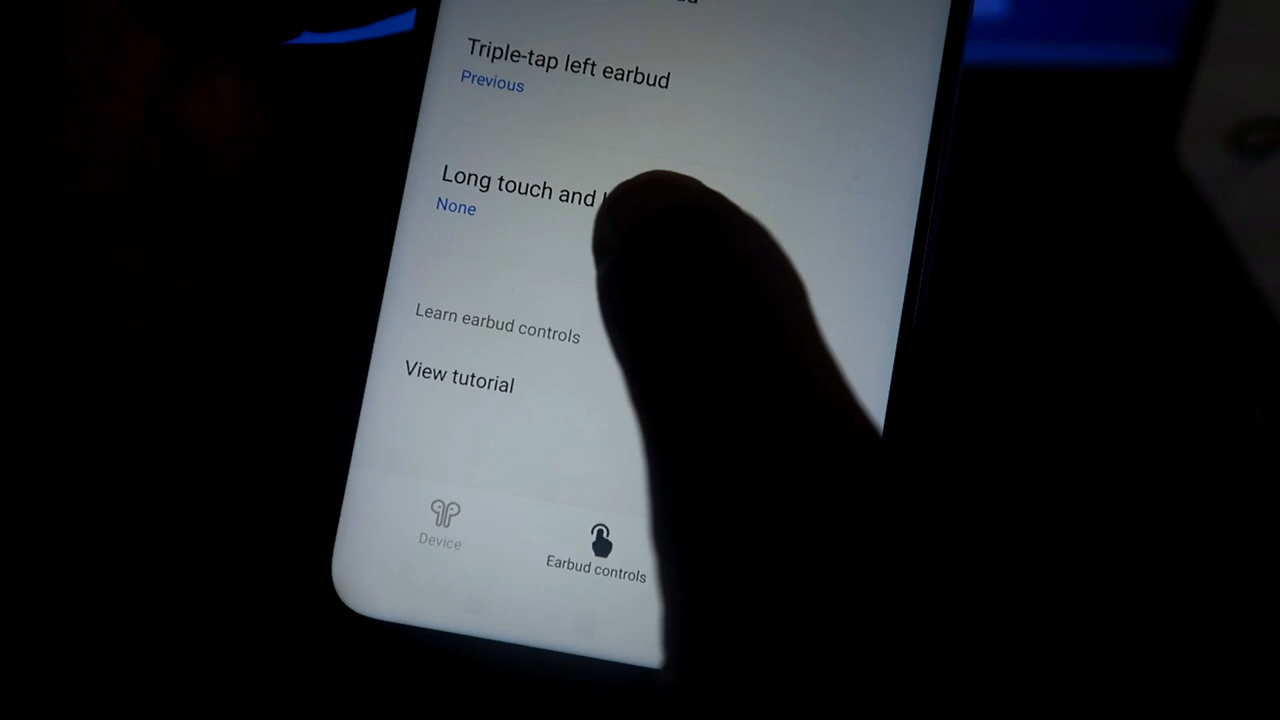 Triple-tap left earbud
Previous
Long touch and
None
Learn earbud controls
View tutorial
Device
Earbud controls